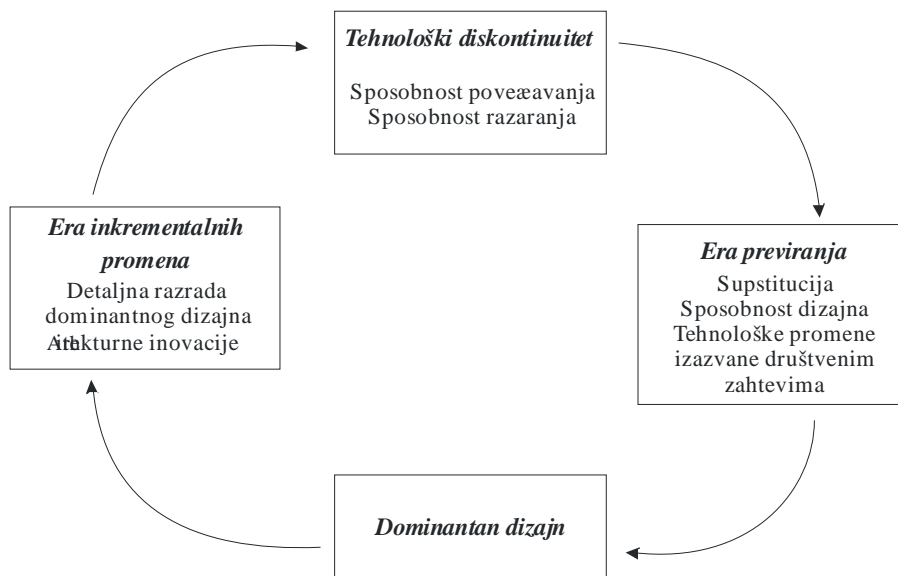 Tehnološki diskontinuitet
Sposobnost poveæavanja
Sposobnost razaranja
Era inkrementalnih
promena
Detaljna razrada
dominantnog dizajna
inovacije
Era previranja
Supstitucija
Sposobnost dizajna
Tehnološke promene
izazvane društvenim
zahtevima
Dominantan dizajn